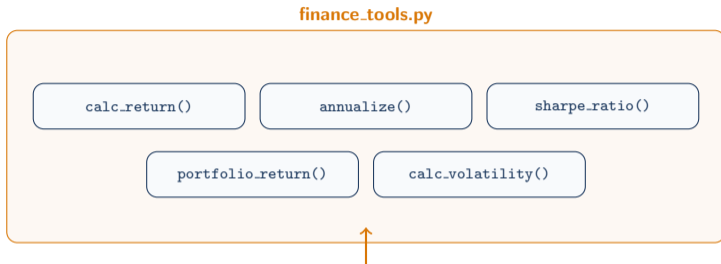 finance_tools.py
calc_return() annualize() sharpe_ratio()
portfolio_return() calc_volatility()